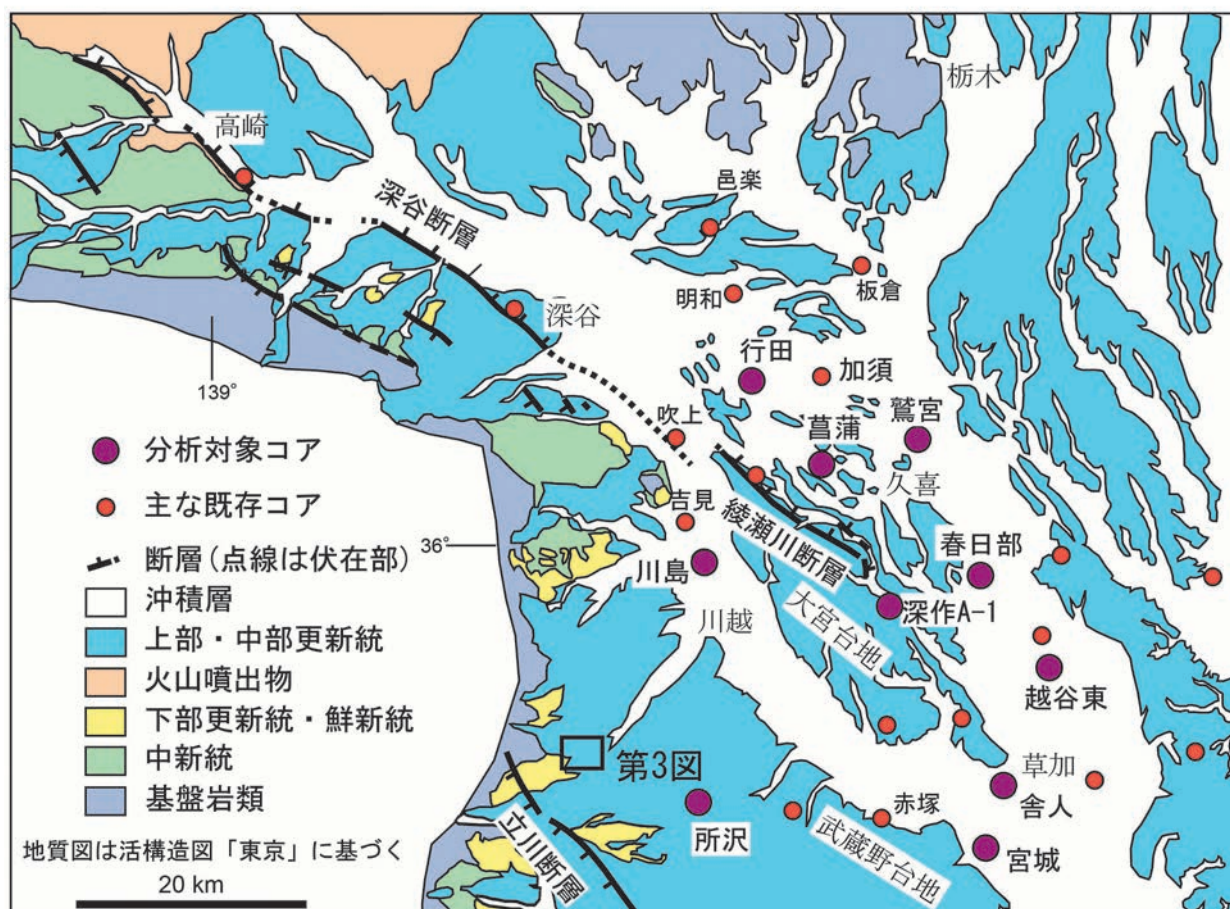 栃木
高崎
邑楽
深谷断層
板倉
明和
深谷
行田
加須
139°
吹上
菖蒲
鷲宮
久喜
吉見
綾瀬川断層
春日部
36°
川島
大宮台地
深作A-1
川越
越谷東
分析対象コア
主な既存コア
断層(点線は伏在部)
沖積層
上部・中部更新統
火山噴出物
下部更新統・鮮新統
中新統
基盤岩類
地質図は活構造図「東京」に基づく
20 km
第3図
立川断層
所沢
赤塚
武蔵野台地
草加
舎人
宮城